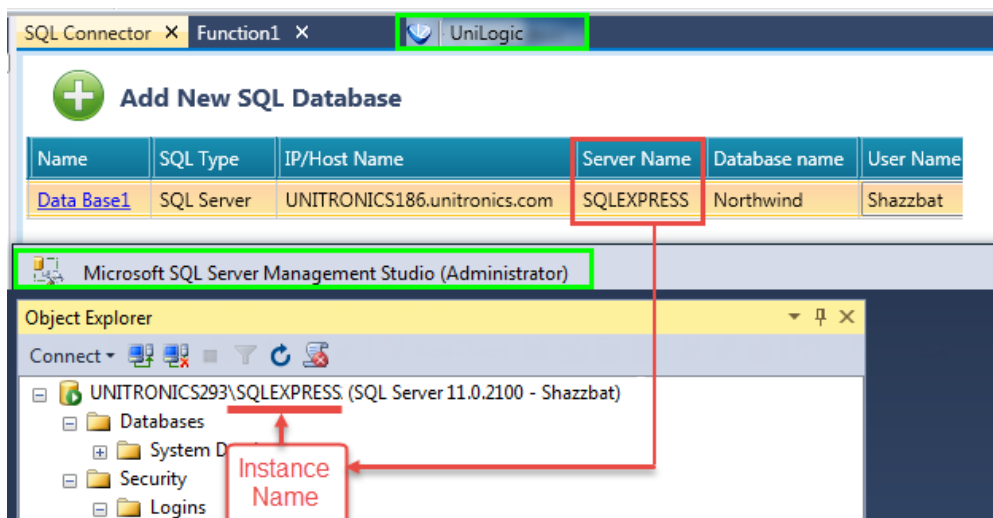 SQL Connector Function1 UniLogic
Add New SQL Database
Name SQL Type IP/Host Name Server Name Database name User Name
Data Base1 SQL Server UNITRONICS186.unitronics.com SQLEXPRESS Northwind Shazzbat
Microsoft SQL Server Management Studio (Administrator)
Object Explorer
Connect
UNITRONICS293\SQLEXPRESS (SQL Server 11.0.2100 - Shazzbat)
Databases
System
Instance
Security
Name
Logins